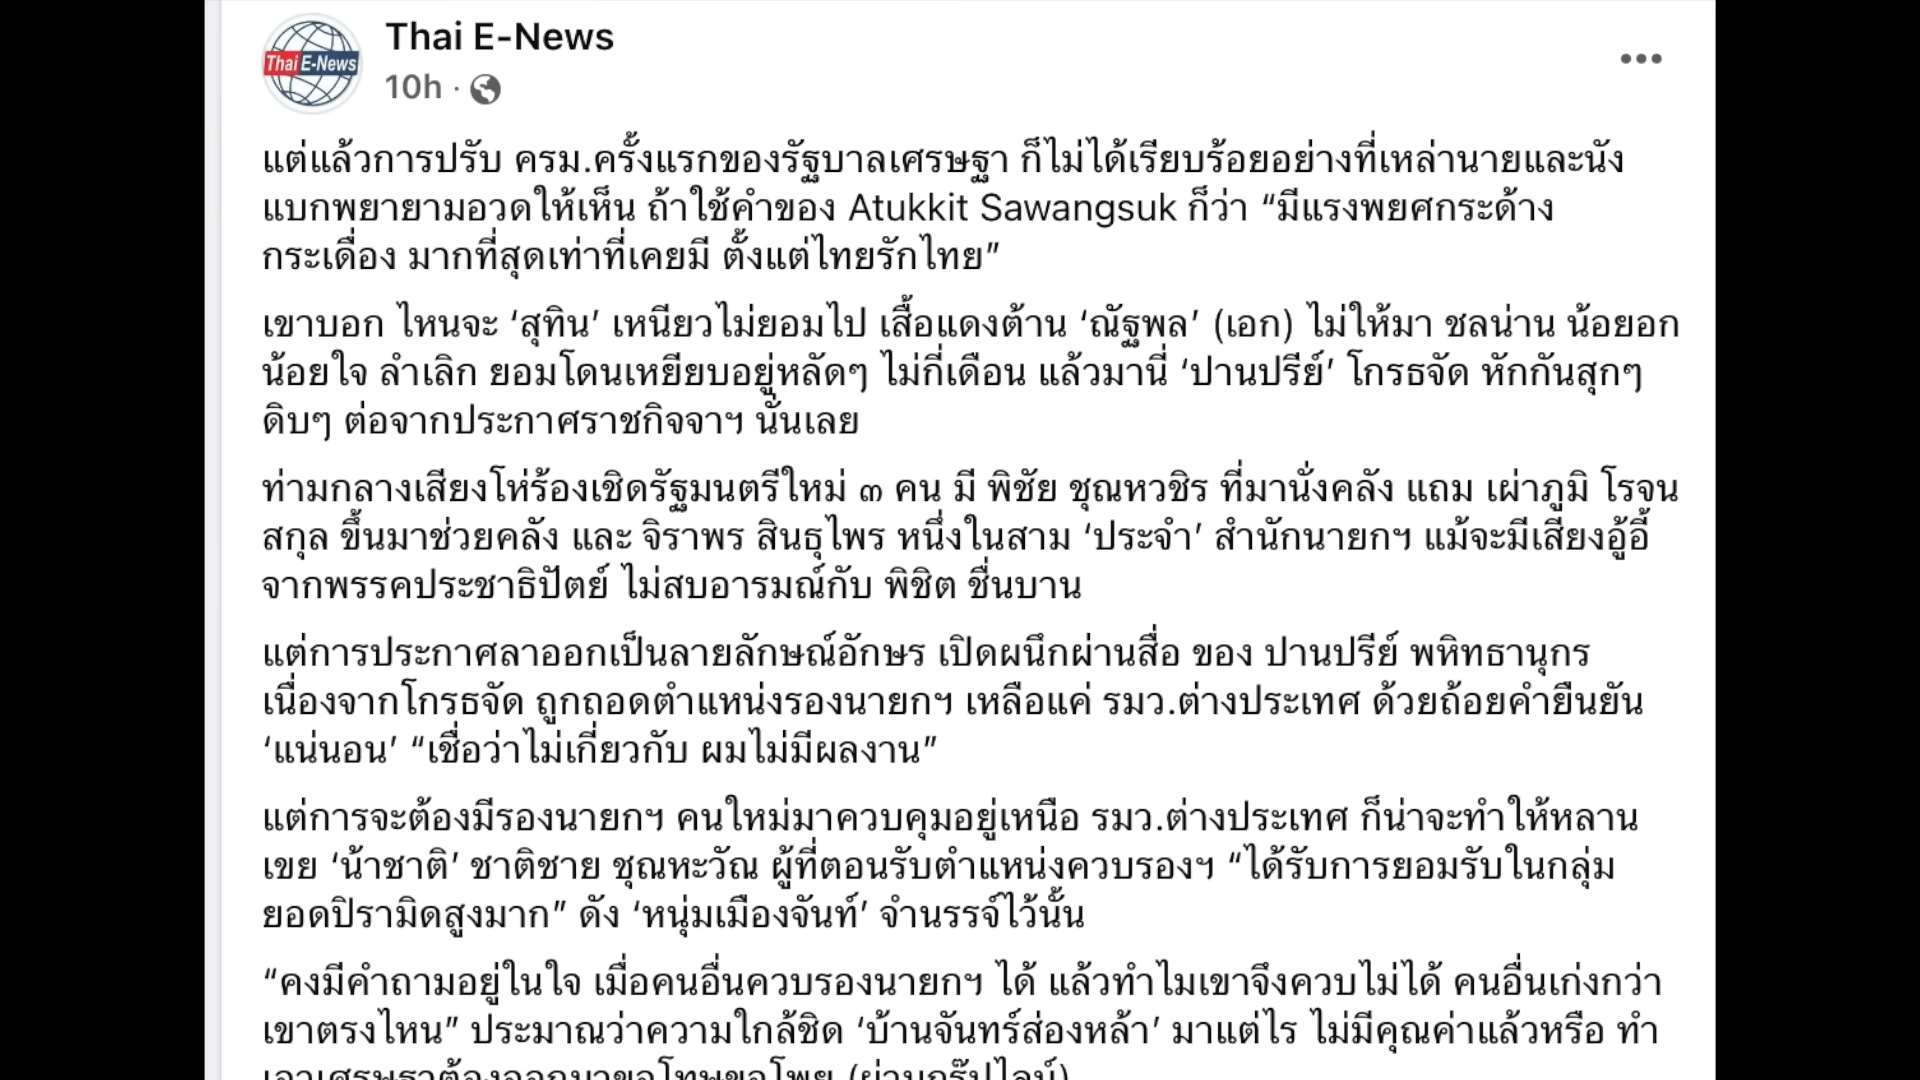 Thai E-News
Thai E-News
10h ·
แต่แล้วการปรับ ครม.ครั้งแรกของรัฐบาลเศรษฐา ก็ไม่ได้เรียบร้อยอย่างที่เหล่านายและนัง
แบกพยายามอวดให้เห็น ถ้าใช้คำของ Atukkit Sawangsuk ก็ว่า “มีแรงพยศกระด้าง
กระเดื่อง มากที่สุดเท่าที่เคยมี ตั้งแต่ไทยรักไทย”
เขาบอก ไหนจะ ‘สุทิน’ เหนียวไม่ยอมไป เสื้อแดงต้าน ‘ณัฐพล’ (เอก) ไม่ให้มา ชลน่าน น้อยอก
น้อยใจ ลำเลิก ยอมโดนเหยียบอยู่หลัดๆ ไม่กี่เดือน แล้วมานี่ ‘ปานปรีย์’ โกรธจัด หักกันสุกๆ
ดิบๆ ต่อจากประกาศราชกิจจาฯ นั่นเลย
ท่ามกลางเสียงโห่ร้องเชิดรัฐมนตรีใหม่ ๓ คน มี พิชัย ชุณหวชิร ที่มานั่งคลัง แถม เผ่าภูมิ โรจน
สกุล ขึ้นมาช่วยคลัง และ จิราพร สินธุไพร หนึ่งในสาม ‘ประจำ’ สำนักนายกฯ แม้จะมีเสียงอู้อี้
จากพรรคประชาธิปัตย์ ไม่สบอารมณ์กับ พิชิต ชื่นบาน
แต่การประกาศลาออกเป็นลายลักษณ์อักษร เปิดผนึกผ่านสื่อ ของ ปานปรีย์ พหิทธานุกร
เนื่องจากโกรธจัด ถูกถอดตำแหน่งรองนายกฯ เหลือแค่ รมว.ต่างประเทศ ด้วยถ้อยคำยืนยัน
‘แน่นอน’ “เชื่อว่าไม่เกี่ยวกับ ผมไม่มีผลงาน”
แต่การจะต้องมีรองนายกฯ คนใหม่มาควบคุมอยู่เหนือ รมว.ต่างประเทศ ก็น่าจะทำให้หลาน
เขย ‘น้าชาติ’ ชาติชาย ชุณหะวัณ ผู้ที่ตอนรับตำแหน่งควบรองฯ “ได้รับการยอมรับในกลุ่ม
ยอดปิรามิดสูงมาก” ดัง ‘หนุ่มเมืองจันท์’ จำนรรจ์ไว้นั้น
“คงมีคำถามอยู่ในใจ เมื่อคนอื่นควบรองนายกฯ ได้ แล้วทำไมเขาจึงควบไม่ได้ คนอื่นเก่งกว่า
เขาตรงไหน” ประมาณว่าความใกล้ชิด ‘บ้านจันทร์ส่องหล้า’ มาแต่ไร ไม่มีคุณค่าแล้วหรือ ทำ
เอาเศรษฐาต้องออกมาขอโทษขอโพย (ผ่านกรุ๊ปไลน์)